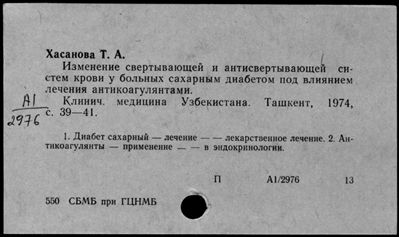 Хасанова Т. А.
Изменение свертывающей и антисвертывающей си-
стем крови у больных сахарным диабетом под влиянием
лечения антикоагулянтами.
Клинич. медицина Узбекистана. Ташкент, 1974,
с. 39—41.
А1
2976
1. Диабет сахарный — лечение — — лекарственное лечение. 2. Ан-
тикоагулянты — применение — — в эндокринологии.
П А1/2976 13
550 СБМБ при ГЦНМБ